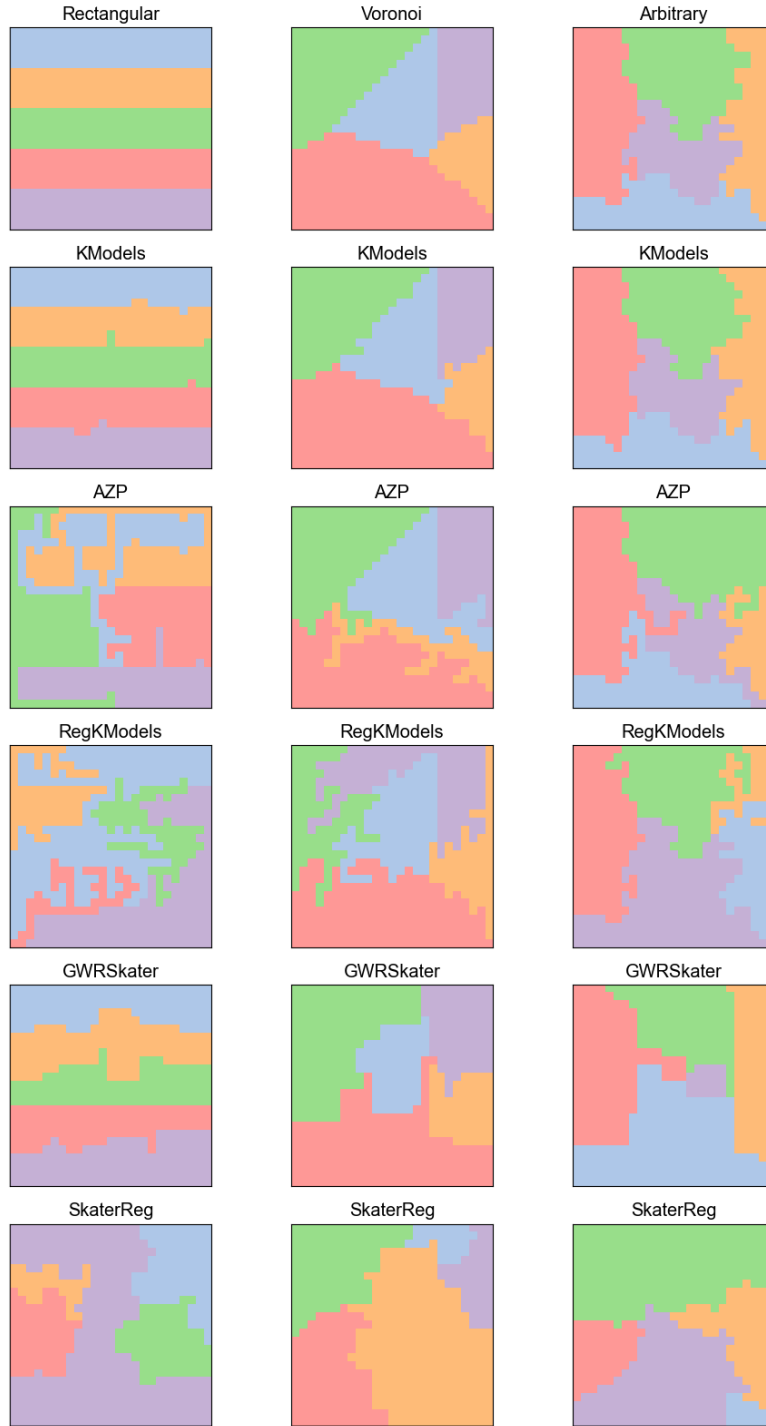 Rectangular
Voronoi
Arbitrary
KModels
KModels
KModels
AZP
AZP
AZP
RegKModels
RegKModels
RegKModels
GWRSkater
GWRSkater
GWRSkater
SkaterReg
SkaterReg
SkaterReg